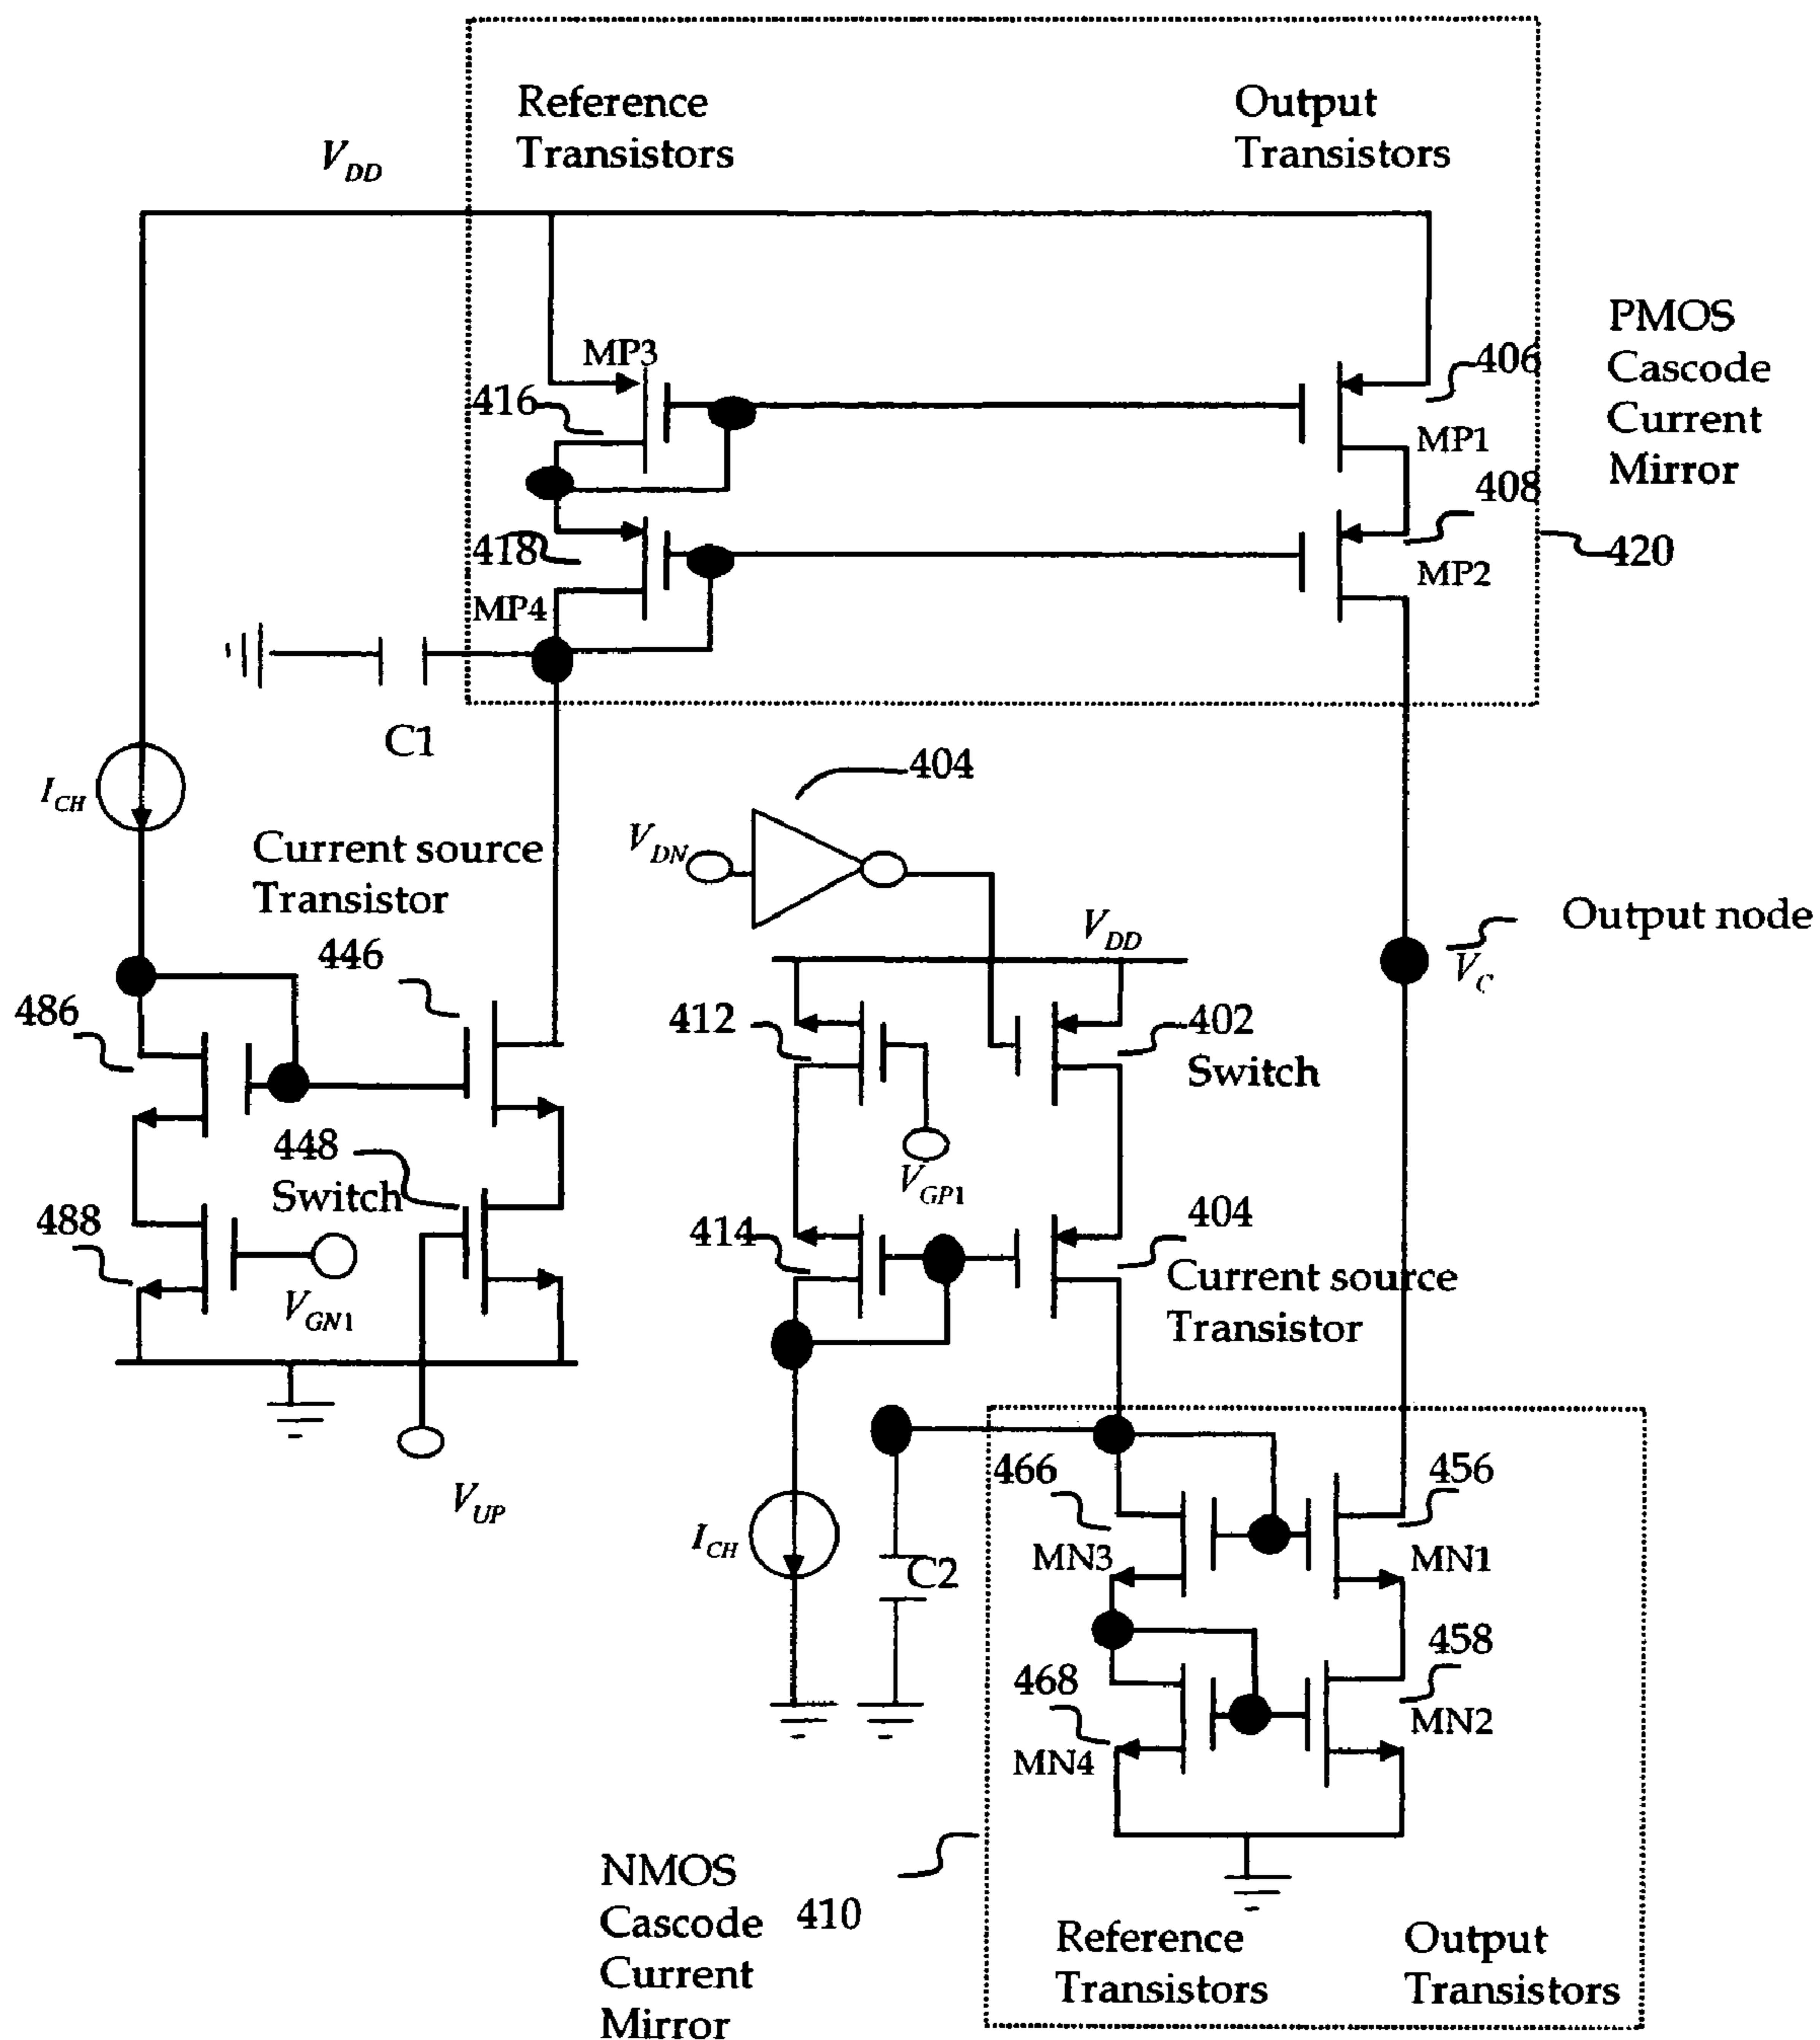 Reference
Transistors
Output
Transistors
V_DD
PMOS
Cascode
Current
Mirror
MP3
406
416
MP1
408
418
420
MP2
MP4
C1
404
I_CH
V_DN
Current source
Transistor
Output node
V_DD
V_C
446
486
412
402
Switch
448
Switch
V_GP1
488
414
404
V_GN1
Current source
Transistor
466
456
V_UP
I_CH
MN3
MN1
C2
458
468
MN2
MN4
NMOS
Cascode
Current
Mirror
410
Reference
Transistors
Output
Transistors